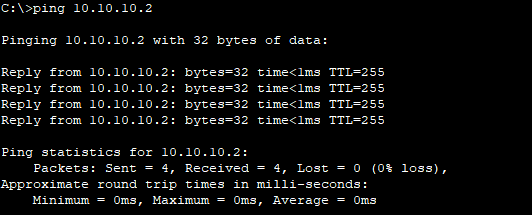 C:\>ping 10.10.10.2
Pinging 10.10.10.2 with 32 bytes of data:
Reply from 10.10.10.2: bytes=32 time<1ms TTL=255
Reply from 10.10.10.2: bytes=32 time<1ms TTL=255
Reply from 10.10.10.2: bytes=32 time<1ms TTL=255
Reply from 10.10.10.2: bytes=32 time<1ms TTL=255
Ping statistics for 10.10.10.2:
    Packets: Sent = 4, Received = 4, Lost = 0 (0% loss),
Approximate round trip times in milli-seconds:
    Minimum = 0ms, Maximum = 0ms, Average = 0ms